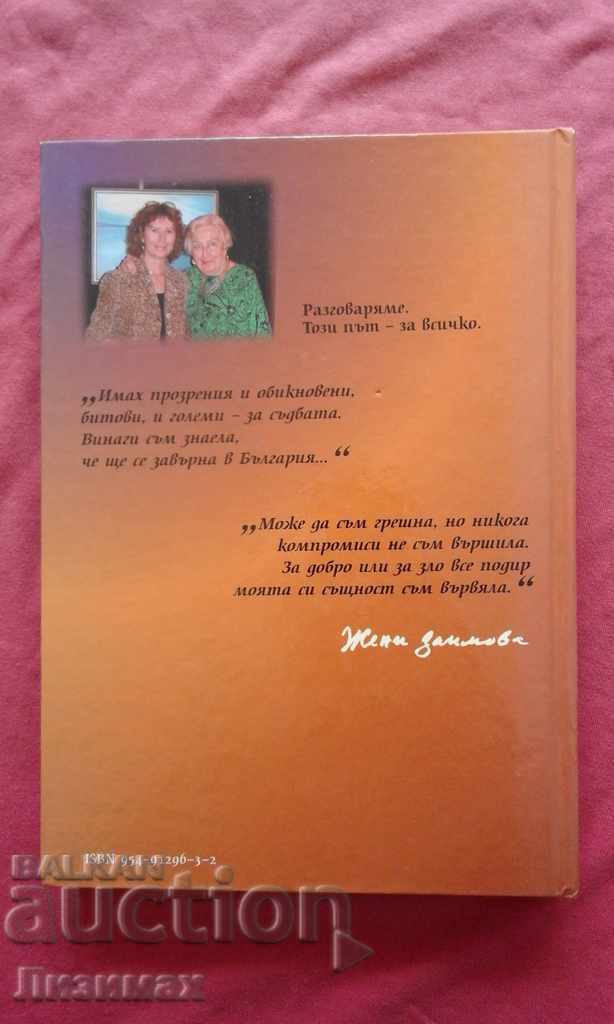 Разговаряме.
Този път – за всичко.
„Имах прозрения и обикновени,
битови, и големи – за съдбата.
Винаги съм знаела,
че ще се завърна в България... “
„Може да съм грешна, но никога
компромиси не съм вършила.
За добро или за зло все подир
моята си същност съм вървяла. “
Жени Заимова
ISBN 954-91296-3-2
BALKAN
auction
Лизимах